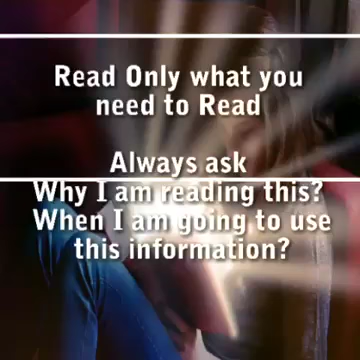 Read Only what you
need to Read
Always ask
Why I am reading this?
When I am going to use
this information?